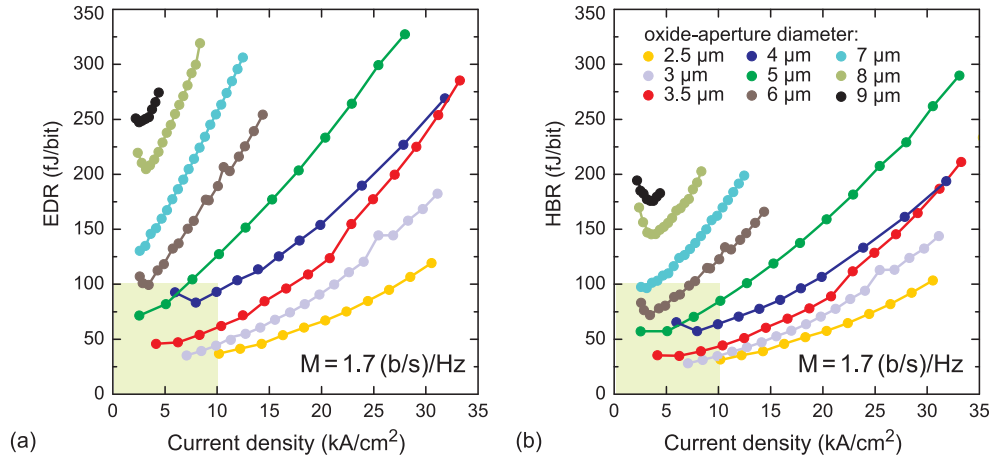 350
300
250
200
150
100
50
0
EDR (fJ/bit)
M = 1.7 (b/s)/Hz
0 5 10 15 20 25 30 35
(a) Current density (kA/cm²)
350
300
250
200
150
100
50
0
HBR (fJ/bit)
oxide-aperture diameter:
2.5 µm 4 µm 7 µm
3 µm 5 µm 8 µm
3.5 µm 6 µm 9 µm
M = 1.7 (b/s)/Hz
0 5 10 15 20 25 30 35
(b) Current density (kA/cm²)